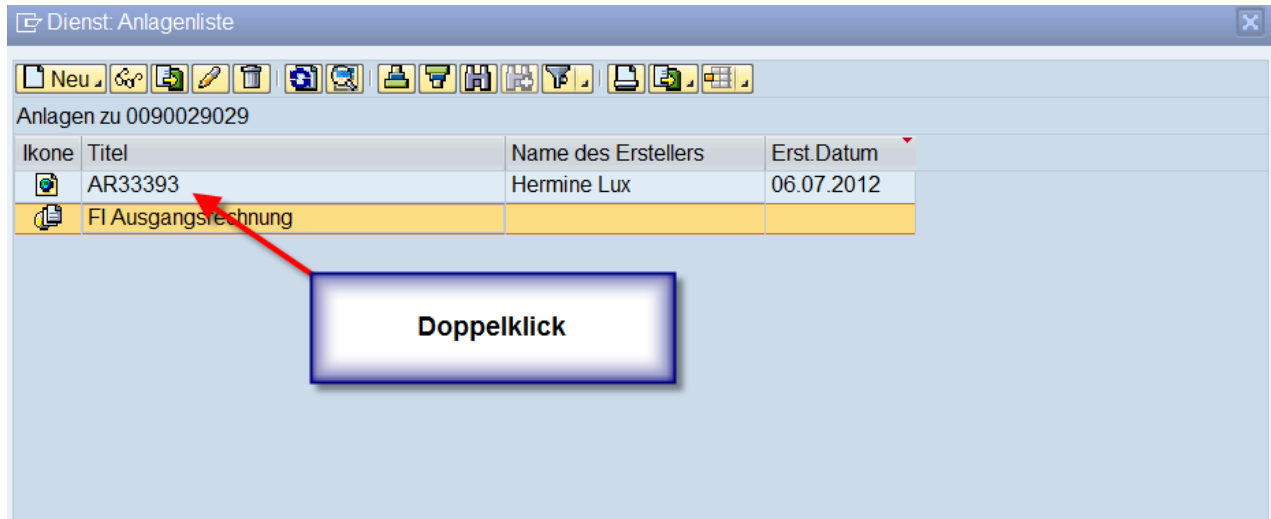 Dienst: Anlagenliste
Neu
Anlagen zu 0090029029
Ikone Titel Name des Erstellers Erst.Datum
AR33393 Hermine Lux 06.07.2012
FI Ausgangsrechnung
Doppelklick